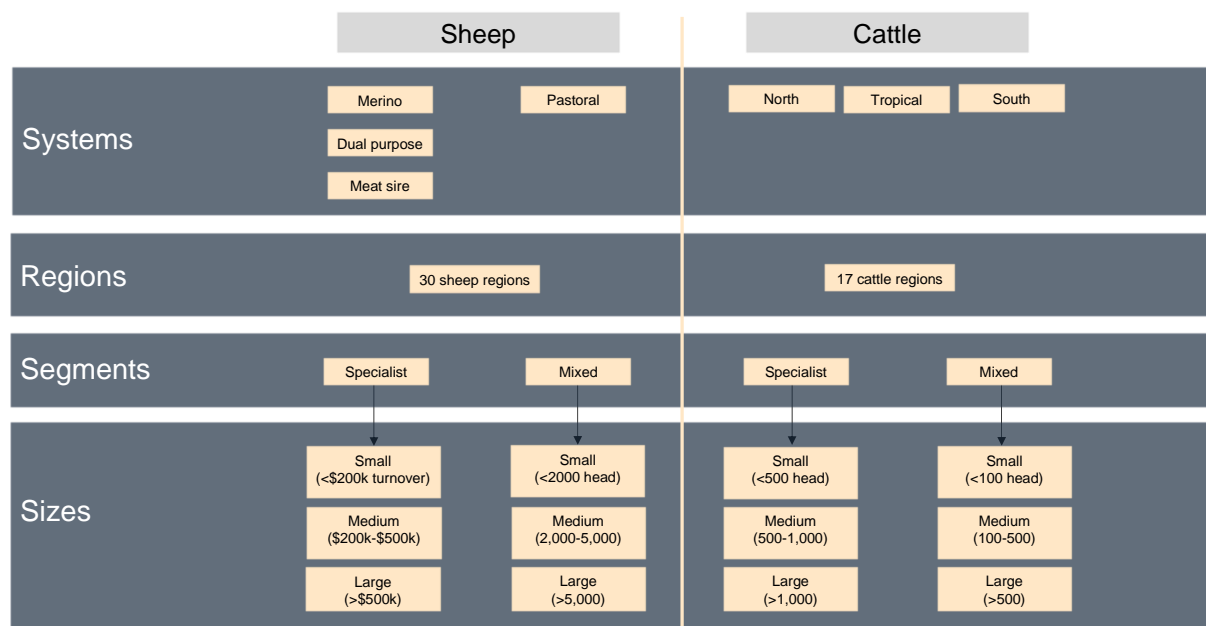 Sheep
Cattle
Systems
Merino
Pastoral
Dual purpose
Meat sire
North
Tropical
South
Regions
30 sheep regions
17 cattle regions
Segments
Specialist
Mixed
Specialist
Mixed
Sizes
Small
(<$200k turnover)
Small
(<2000 head)
Small
(<500 head)
Small
(<100 head)
Medium
($200k-$500k)
Medium
(2,000-5,000)
Medium
(500-1,000)
Medium
(100-500)
Large
(>$500k)
Large
(>5,000)
Large
(>1,000)
Large
(>500)